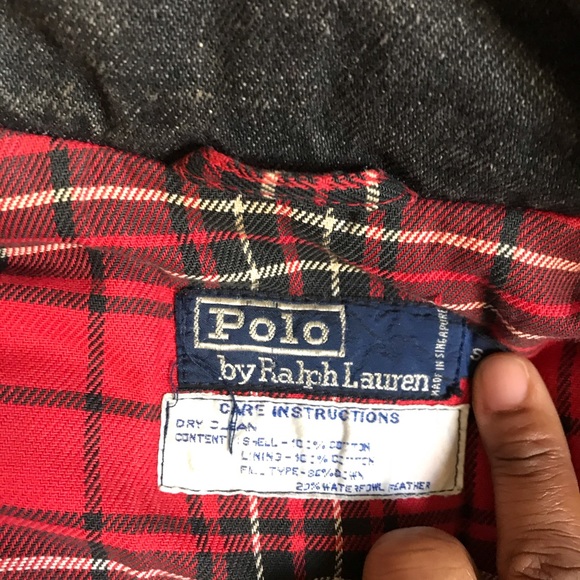 Polo
by Ralph Lauren
MADE IN SINGAPORE
S
CARE INSTRUCTIONS
DRY CLEAN
CONTENT: SHELL-100% COTTON
LINING-100% COTTON
FILL TYPE-80% DOWN
20% WATERFOWL FEATHER